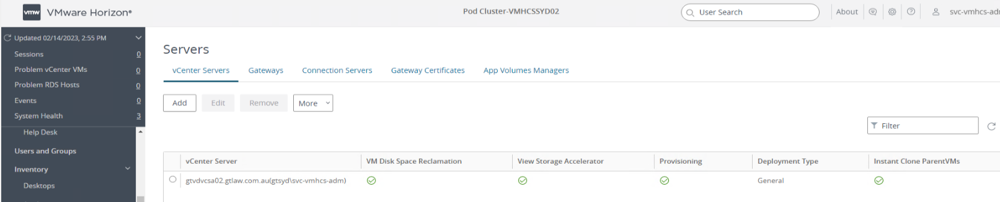 vmw VMware Horizon® Pod Cluster-VMHCSSYD02 User Search About svc-vmhcs-adm
Updated 02/14/2023, 2:55 PM
Sessions 0
Problem vCenter VMs 0
Problem RDS Hosts 0
Events 0
System Health 3
Help Desk
Users and Groups
Inventory
Desktops
Servers
vCenter Servers Gateways Connection Servers Gateway Certificates App Volumes Managers
Add Edit Remove More
Filter
vCenter Server VM Disk Space Reclamation View Storage Accelerator Provisioning Deployment Type Instant Clone ParentVMs
gtvdvcsa02.gtlaw.com.au(gtsyd\svc-vmhcs-adm) General